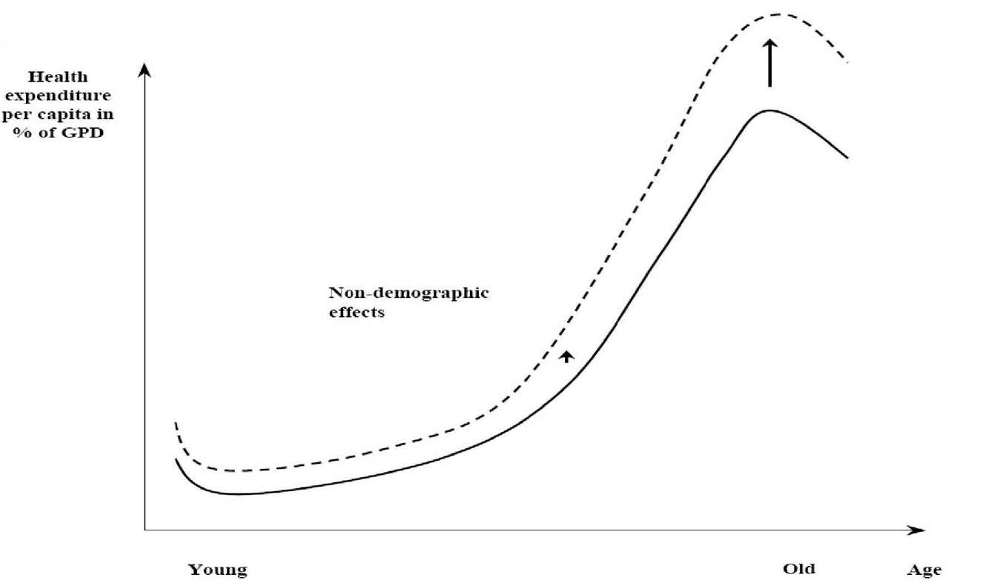 Health
expenditure
per capita in
% of GPD
Non-demographic
effects
Young
Old
Age